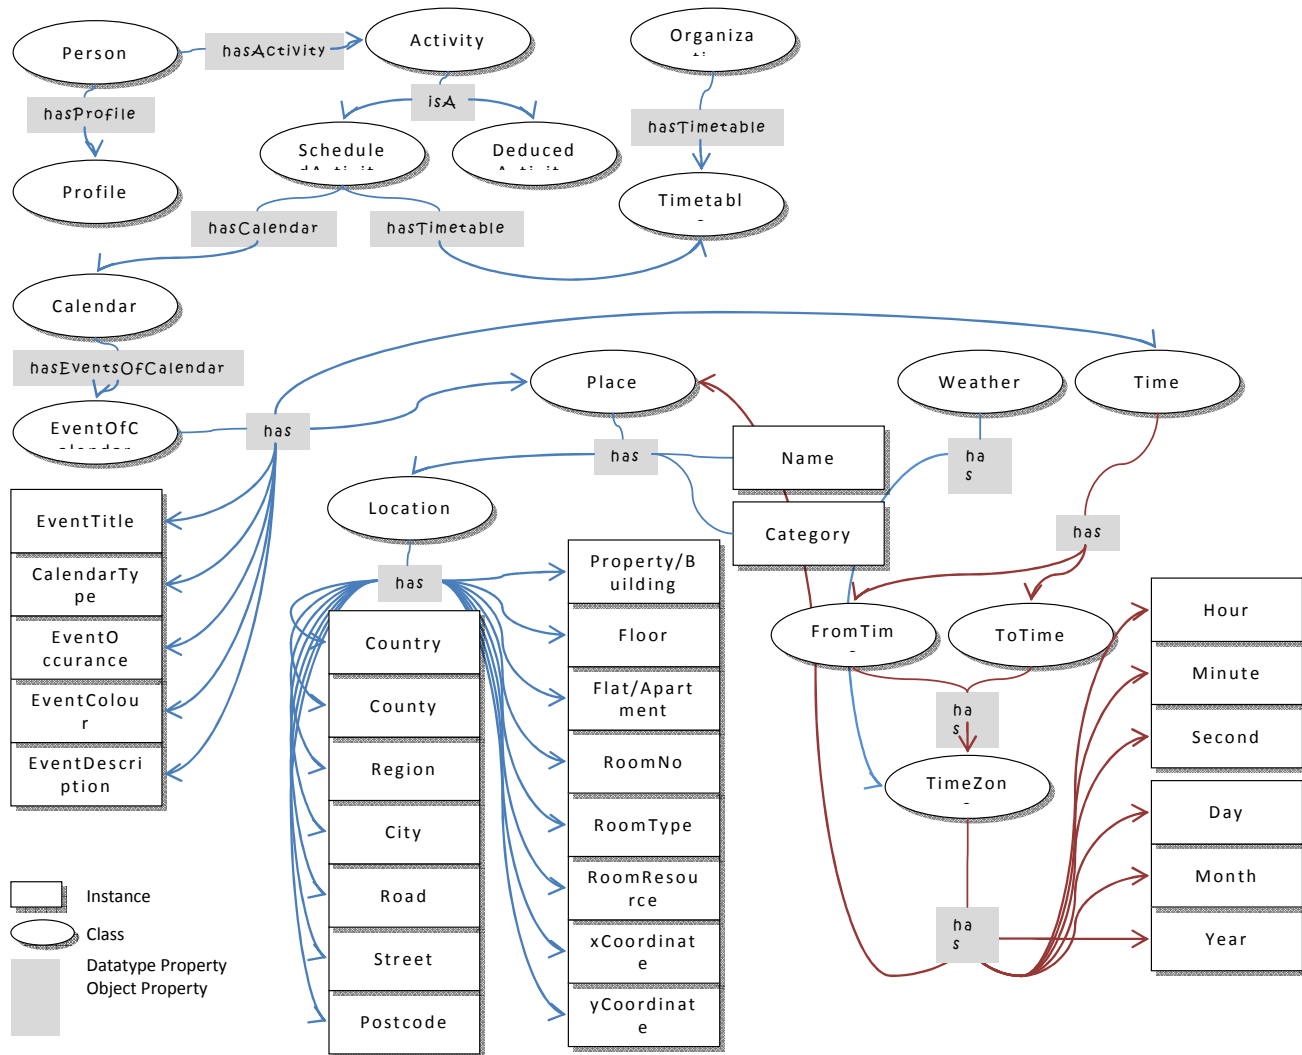 Person
hasActivity
Activity
Organiza
hasProfile
isA
hasTimetable
Schedule
Deduced
Profile
Timetabl
hasCalendar
hasTimetable
Calendar
hasEventsOfCalendar
Place
Weather
Time
EventOfC
has
has
Name
ha
s
Location
Category
has
EventTitle
CalendarTy
pe
EventO
ccurance
EventColou
r
EventDescri
ption
has
Country
County
Region
City
Road
Street
Postcode
Property/B
uilding
Floor
Flat/Apart
ment
RoomNo
RoomType
RoomResou
rce
xCoordinat
e
yCoordinat
e
FromTim
ToTime
ha
s
TimeZon
ha
s
Hour
Minute
Second
Day
Month
Year
Instance
Class
Datatype Property
Object Property